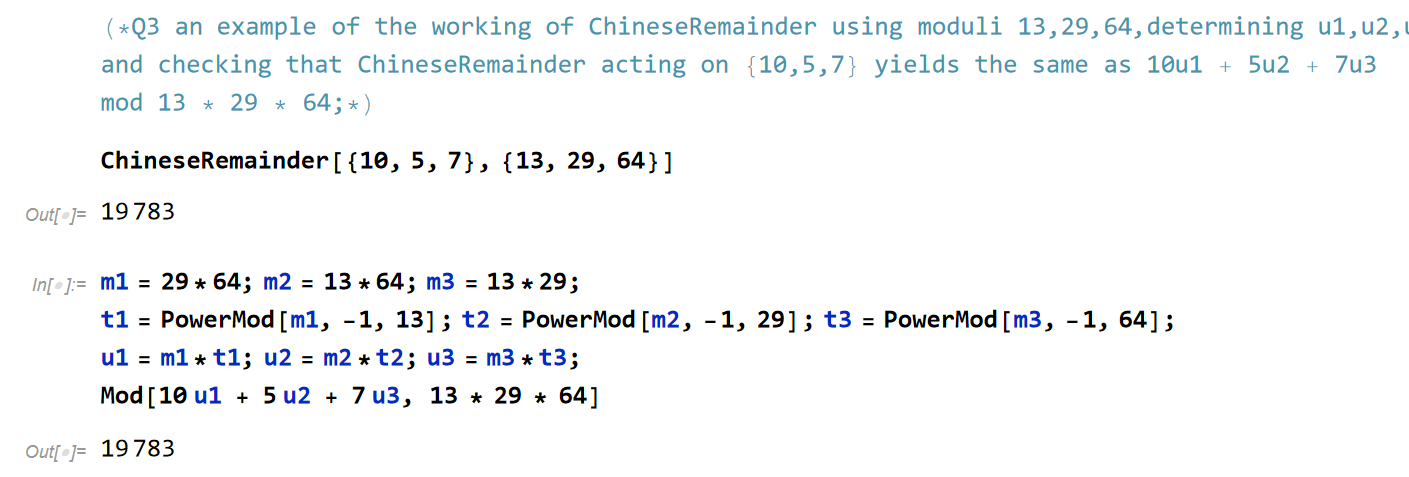 (*Q3 an example of the working of ChineseRemainder using moduli 13,29,64,determining u1,u2,
and checking that ChineseRemainder acting on {10,5,7} yields the same as 10u1 + 5u2 + 7u3
mod 13 * 29 * 64;*)
ChineseRemainder[{10, 5, 7}, {13, 29, 64}]
Out[•]= 19783
In[•]:= m1 = 29*64; m2 = 13*64; m3 = 13*29;
t1 = PowerMod[m1, -1, 13]; t2 = PowerMod[m2, -1, 29]; t3 = PowerMod[m3, -1, 64];
u1 = m1*t1; u2 = m2*t2; u3 = m3*t3;
Mod[10 u1 + 5 u2 + 7 u3, 13 * 29 * 64]
Out[•]= 19783